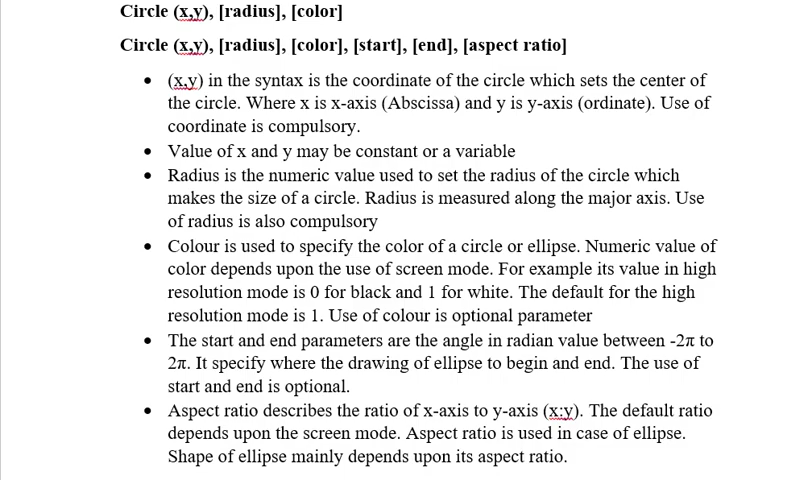 Circle (x,y), [radius], [color]
Circle (x,y), [radius], [color], [start], [end], [aspect ratio]
• (x,y) in the syntax is the coordinate of the circle which sets the center of
the circle. Where x is x-axis (Abscissa) and y is y-axis (ordinate). Use of
coordinate is compulsory.
• Value of x and y may be constant or a variable
• Radius is the numeric value used to set the radius of the circle which
makes the size of a circle. Radius is measured along the major axis. Use
of radius is also compulsory
• Colour is used to specify the color of a circle or ellipse. Numeric value of
color depends upon the use of screen mode. For example its value in high
resolution mode is 0 for black and 1 for white. The default for the high
resolution mode is 1. Use of colour is optional parameter
• The start and end parameters are the angle in radian value between -2π to
2π. It specify where the drawing of ellipse to begin and end. The use of
start and end is optional.
• Aspect ratio describes the ratio of x-axis to y-axis (x:y). The default ratio
depends upon the screen mode. Aspect ratio is used in case of ellipse.
Shape of ellipse mainly depends upon its aspect ratio.